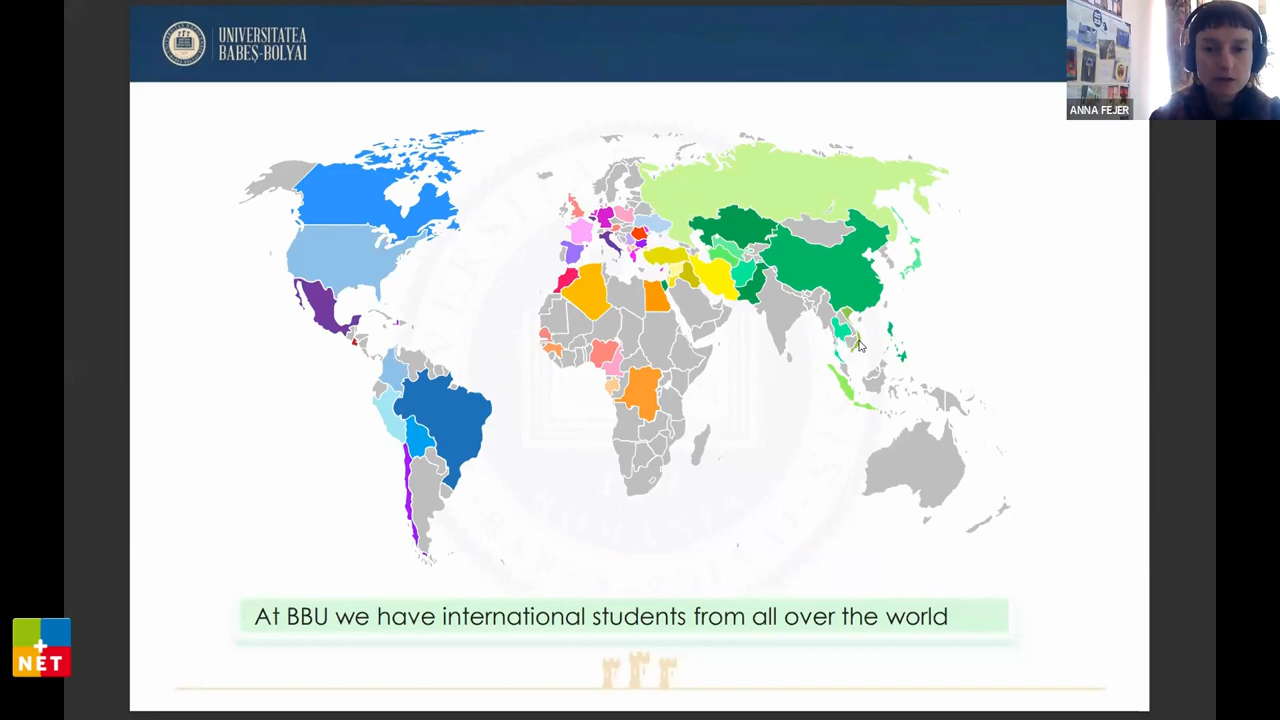 UNIVERSITATEA
BABEȘ-BOLYAI
ANNA FEJER
At BBU we have international students from all over the world
NET